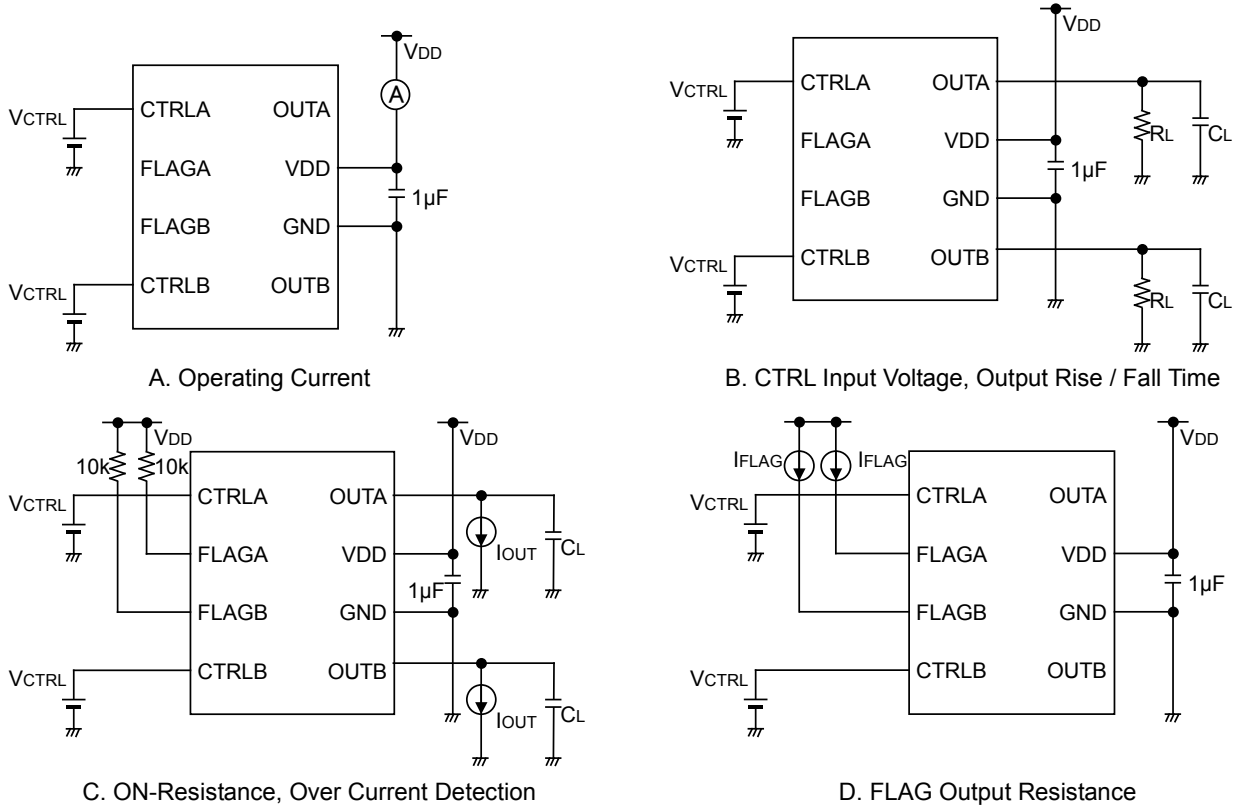 VDD
A
VCTRL
CTRLA OUTA
FLAGA VDD
1µF
FLAGB GND
VCTRL
CTRLB OUTB
A. Operating Current
VDD
VCTRL
CTRLA OUTA
RL CL
FLAGA VDD
1µF
FLAGB GND
VCTRL
CTRLB OUTB
RL CL
B. CTRL Input Voltage, Output Rise / Fall Time
VDD VDD
10k 10k
VCTRL
CTRLA OUTA
IOUT CL
FLAGA VDD
1µF
FLAGB GND
VCTRL
CTRLB OUTB
IOUT CL
C. ON-Resistance, Over Current Detection
VDD
IFLAG IFLAG
VCTRL
CTRLA OUTA
FLAGA VDD
1µF
FLAGB GND
VCTRL
CTRLB OUTB
D. FLAG Output Resistance